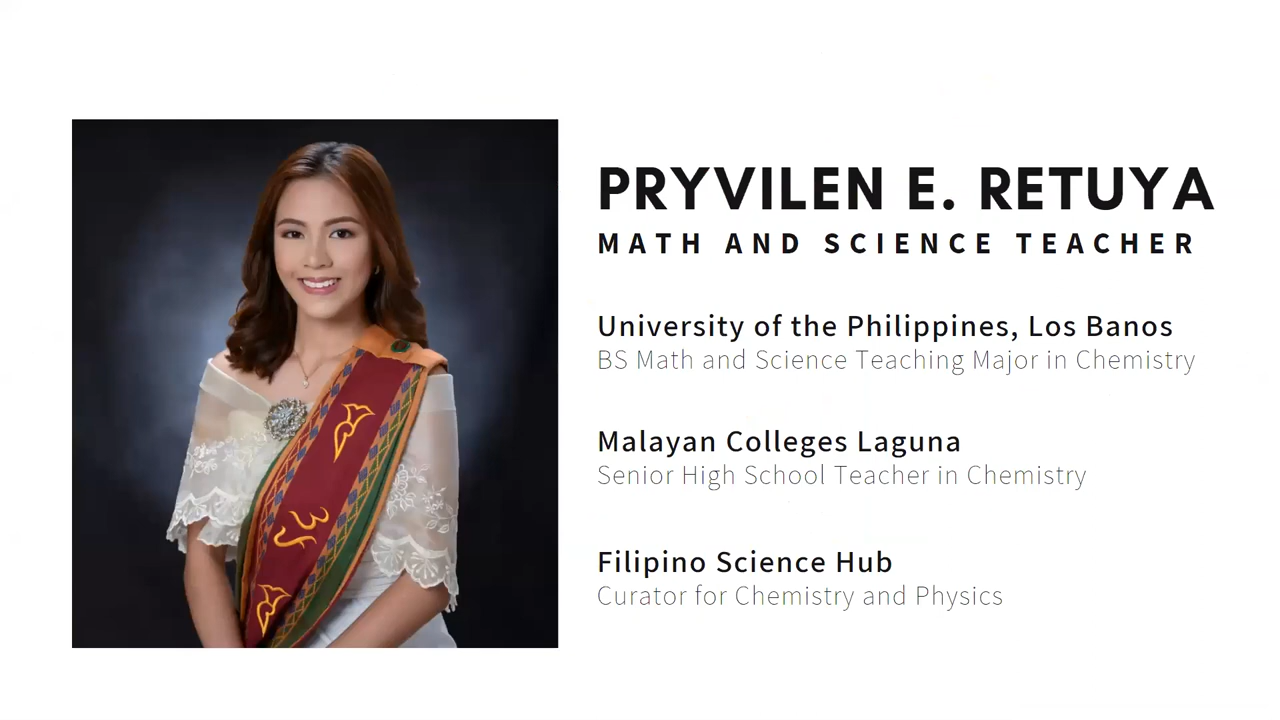 PRYVILEN E. RETUYA
MATH AND SCIENCE TEACHER
University of the Philippines, Los Banos
BS Math and Science Teaching Major in Chemistry
Malayan Colleges Laguna
Senior High School Teacher in Chemistry
Filipino Science Hub
Curator for Chemistry and Physics